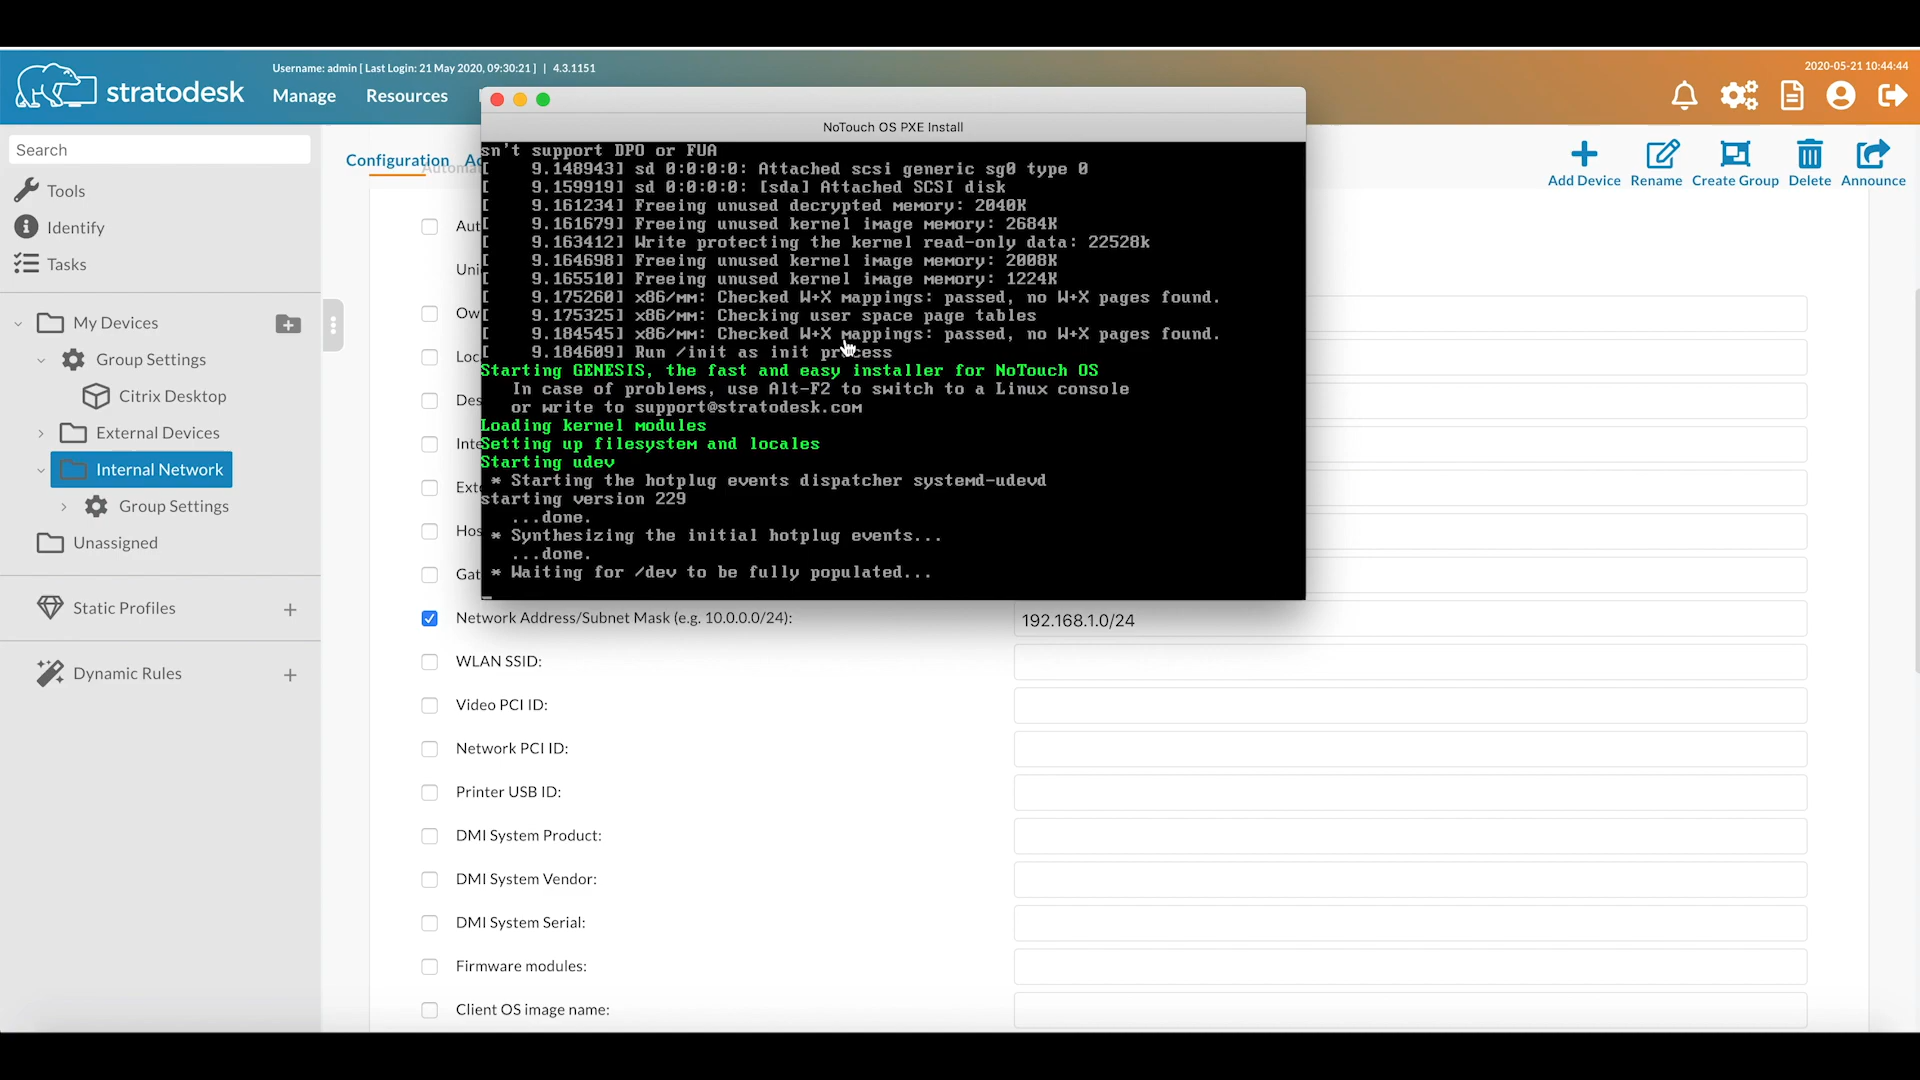 Username: admin [ Last Login: 21 May 2020, 09:30:21 ] | 4.3.1151
2020-05-21 10:44:44
stratodesk
Manage Resources
Search
Tools
Identify
Tasks
My Devices
Group Settings
Citrix Desktop
External Devices
Internal Network
Group Settings
Unassigned
Static Profiles
Dynamic Rules
Configuration
Add Device Rename Create Group Delete Announce
NoTouch OS PXE Install
sn't support DPO or FUA
[ 9.148943] sd 0:0:0:0: Attached scsi generic sg0 type 0
[ 9.159919] sd 0:0:0:0: [sda] Attached SCSI disk
[ 9.161234] Freeing unused decrypted memory: 2040K
[ 9.161679] Freeing unused kernel image memory: 2684K
[ 9.163412] Write protecting the kernel read-only data: 22528k
[ 9.164698] Freeing unused kernel image memory: 2008K
[ 9.165510] Freeing unused kernel image memory: 1224K
[ 9.175260] x86/mm: Checked W+X mappings: passed, no W+X pages found.
[ 9.175325] x86/mm: Checking user space page tables
[ 9.184545] x86/mm: Checked W+X mappings: passed, no W+X pages found.
[ 9.184609] Run /init as init process
Starting GENESIS, the fast and easy installer for NoTouch OS
In case of problems, use Alt-F2 to switch to a Linux console
or write to support@stratodesk.com
Loading kernel modules
Setting up filesystem and locales
Starting udev
* Starting the hotplug events dispatcher systemd-udevd
starting version 229
...done.
* Synthesizing the initial hotplug events...
...done.
* Waiting for /dev to be fully populated...
Aut
Uni
Ow
Loc
Des
Inte
Exte
Hos
Gat
Network Address/Subnet Mask (e.g. 10.0.0.0/24): 192.168.1.0/24
WLAN SSID:
Video PCI ID:
Network PCI ID:
Printer USB ID:
DMI System Product:
DMI System Vendor:
DMI System Serial:
Firmware modules:
Client OS image name: